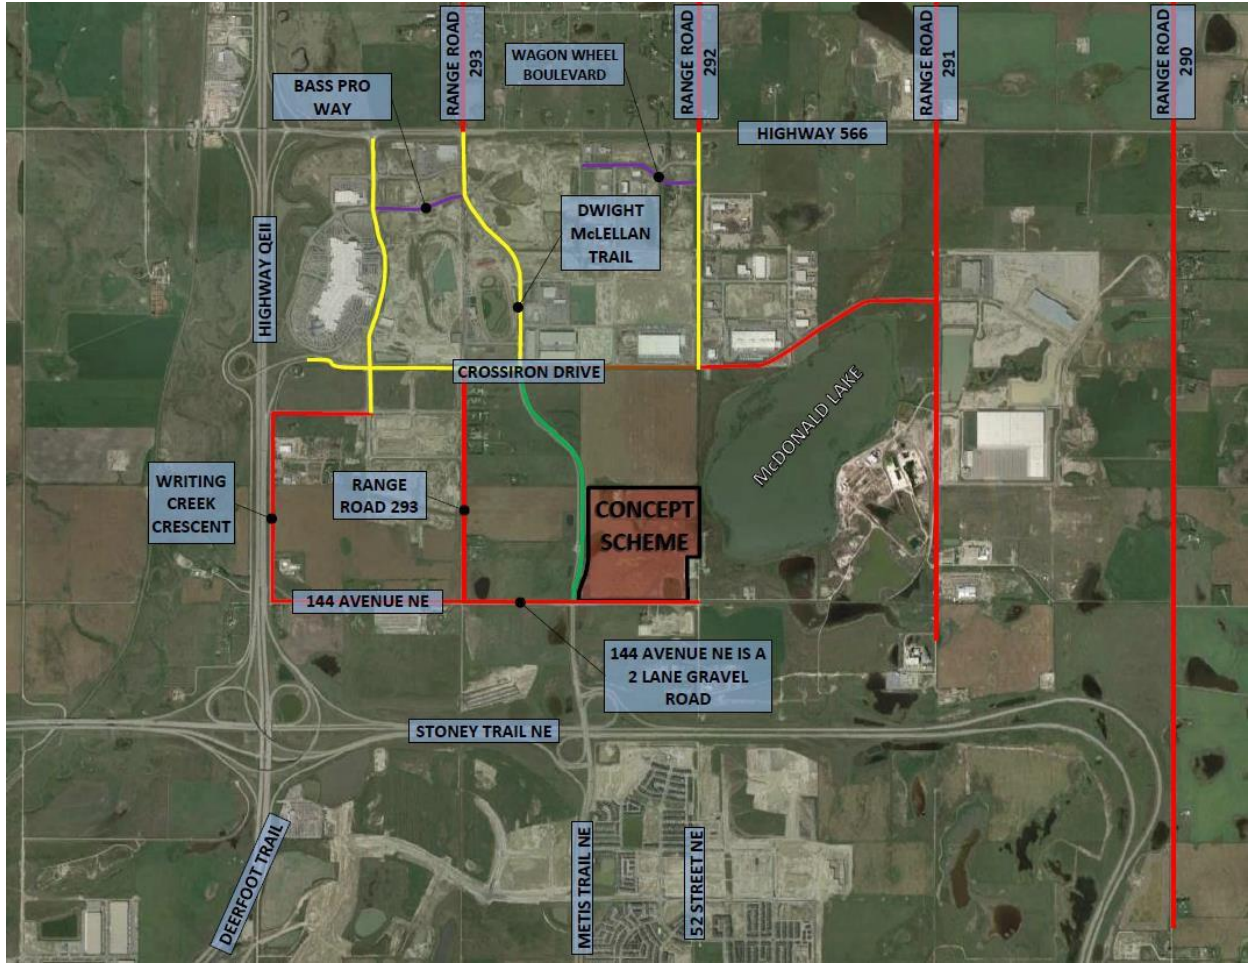 RANGE ROAD
293
RANGE ROAD
292
RANGE ROAD
291
RANGE ROAD
290
WAGON WHEEL
BOULEVARD
BASS PRO
WAY
HIGHWAY 566
DWIGHT
McLELLAN
TRAIL
HIGHWAY QEII
CROSSIRON DRIVE
McDONALD LAKE
WRITING
CREEK
CRESCENT
RANGE
ROAD 293
CONCEPT
SCHEME
144 AVENUE NE
144 AVENUE NE IS A
2 LANE GRAVEL
ROAD
STONEY TRAIL NE
DEERFOOT TRAIL
METIS TRAIL NE
52 STREET NE